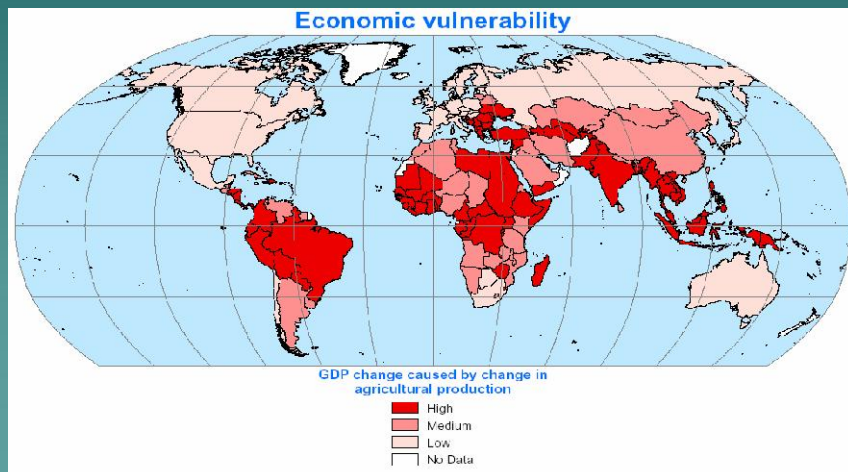 Economic vulnerability
GDP change caused by change in
agricultural production
High
Medium
Low
No Data